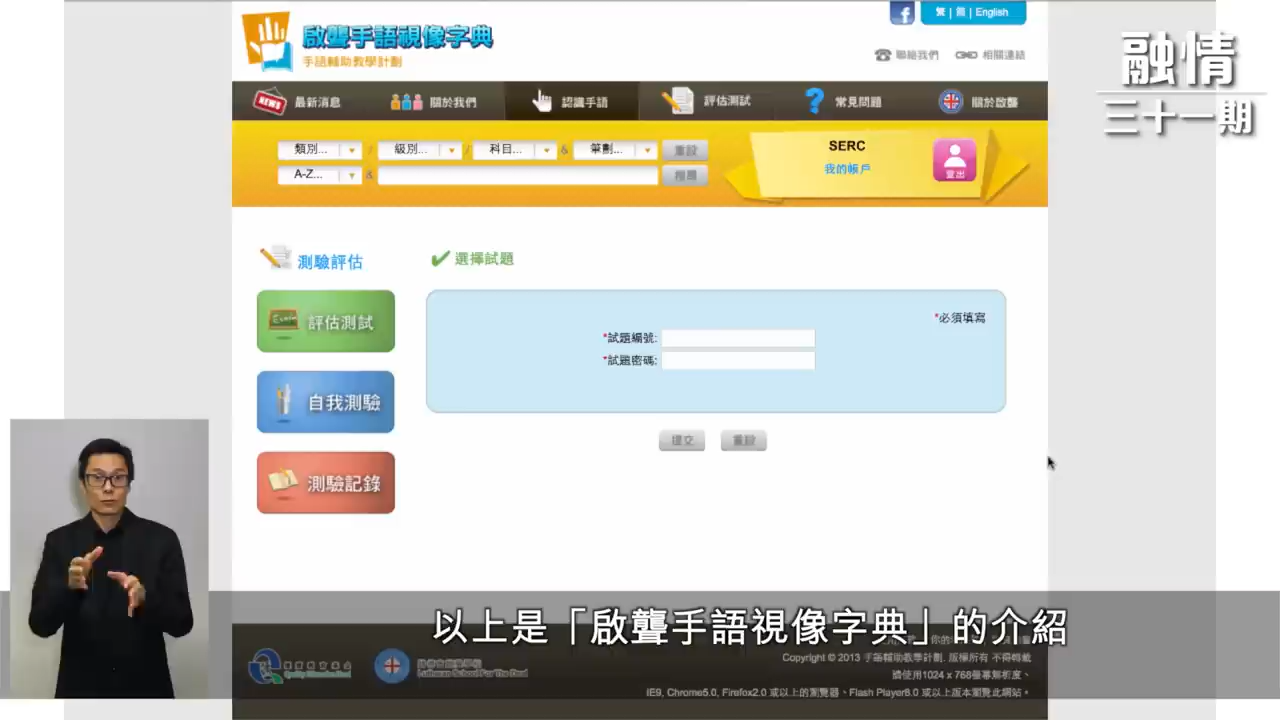 繁 | 簡 | English
啟聾手語視像字典
手語輔助教學計劃
聯絡我們 相關連結
融情
三十一期
NEWS 最新消息 關於我們 認識手語 評估測試 常見問題 關於啟聾
類別... / 級別... / 科目... & 筆劃... 重設
A-Z... &
SERC
我的帳戶
登出
測驗評估
選擇試題
評估測試
自我測驗
測驗記錄
*必須填寫
*試題編號:
*試題密碼:
提交 重設
以上是「啟聾手語視像字典」的介紹
Lutheran School For The Deaf
Copyright © 2013 手語輔助教學計劃. 版權所有 不得轉載
請使用1024 x 768螢幕解析度、
IE9, Chrome5.0, Firefox2.0 或以上的瀏覽器、Flash Player8.0 或以上版本瀏覽此網站。